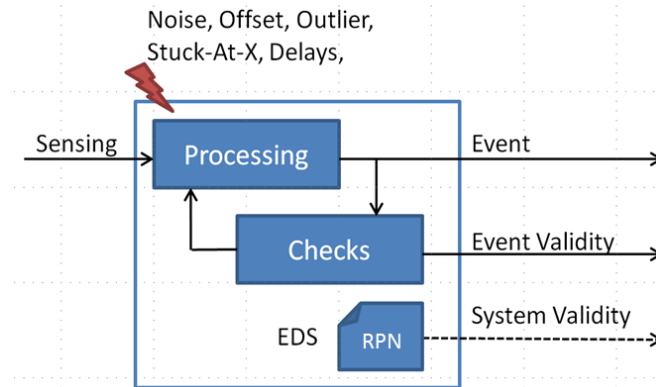 Noise, Offset, Outlier,
Stuck-At-X, Delays,
Sensing
Processing
Event
Checks
Event Validity
EDS
RPN
System Validity